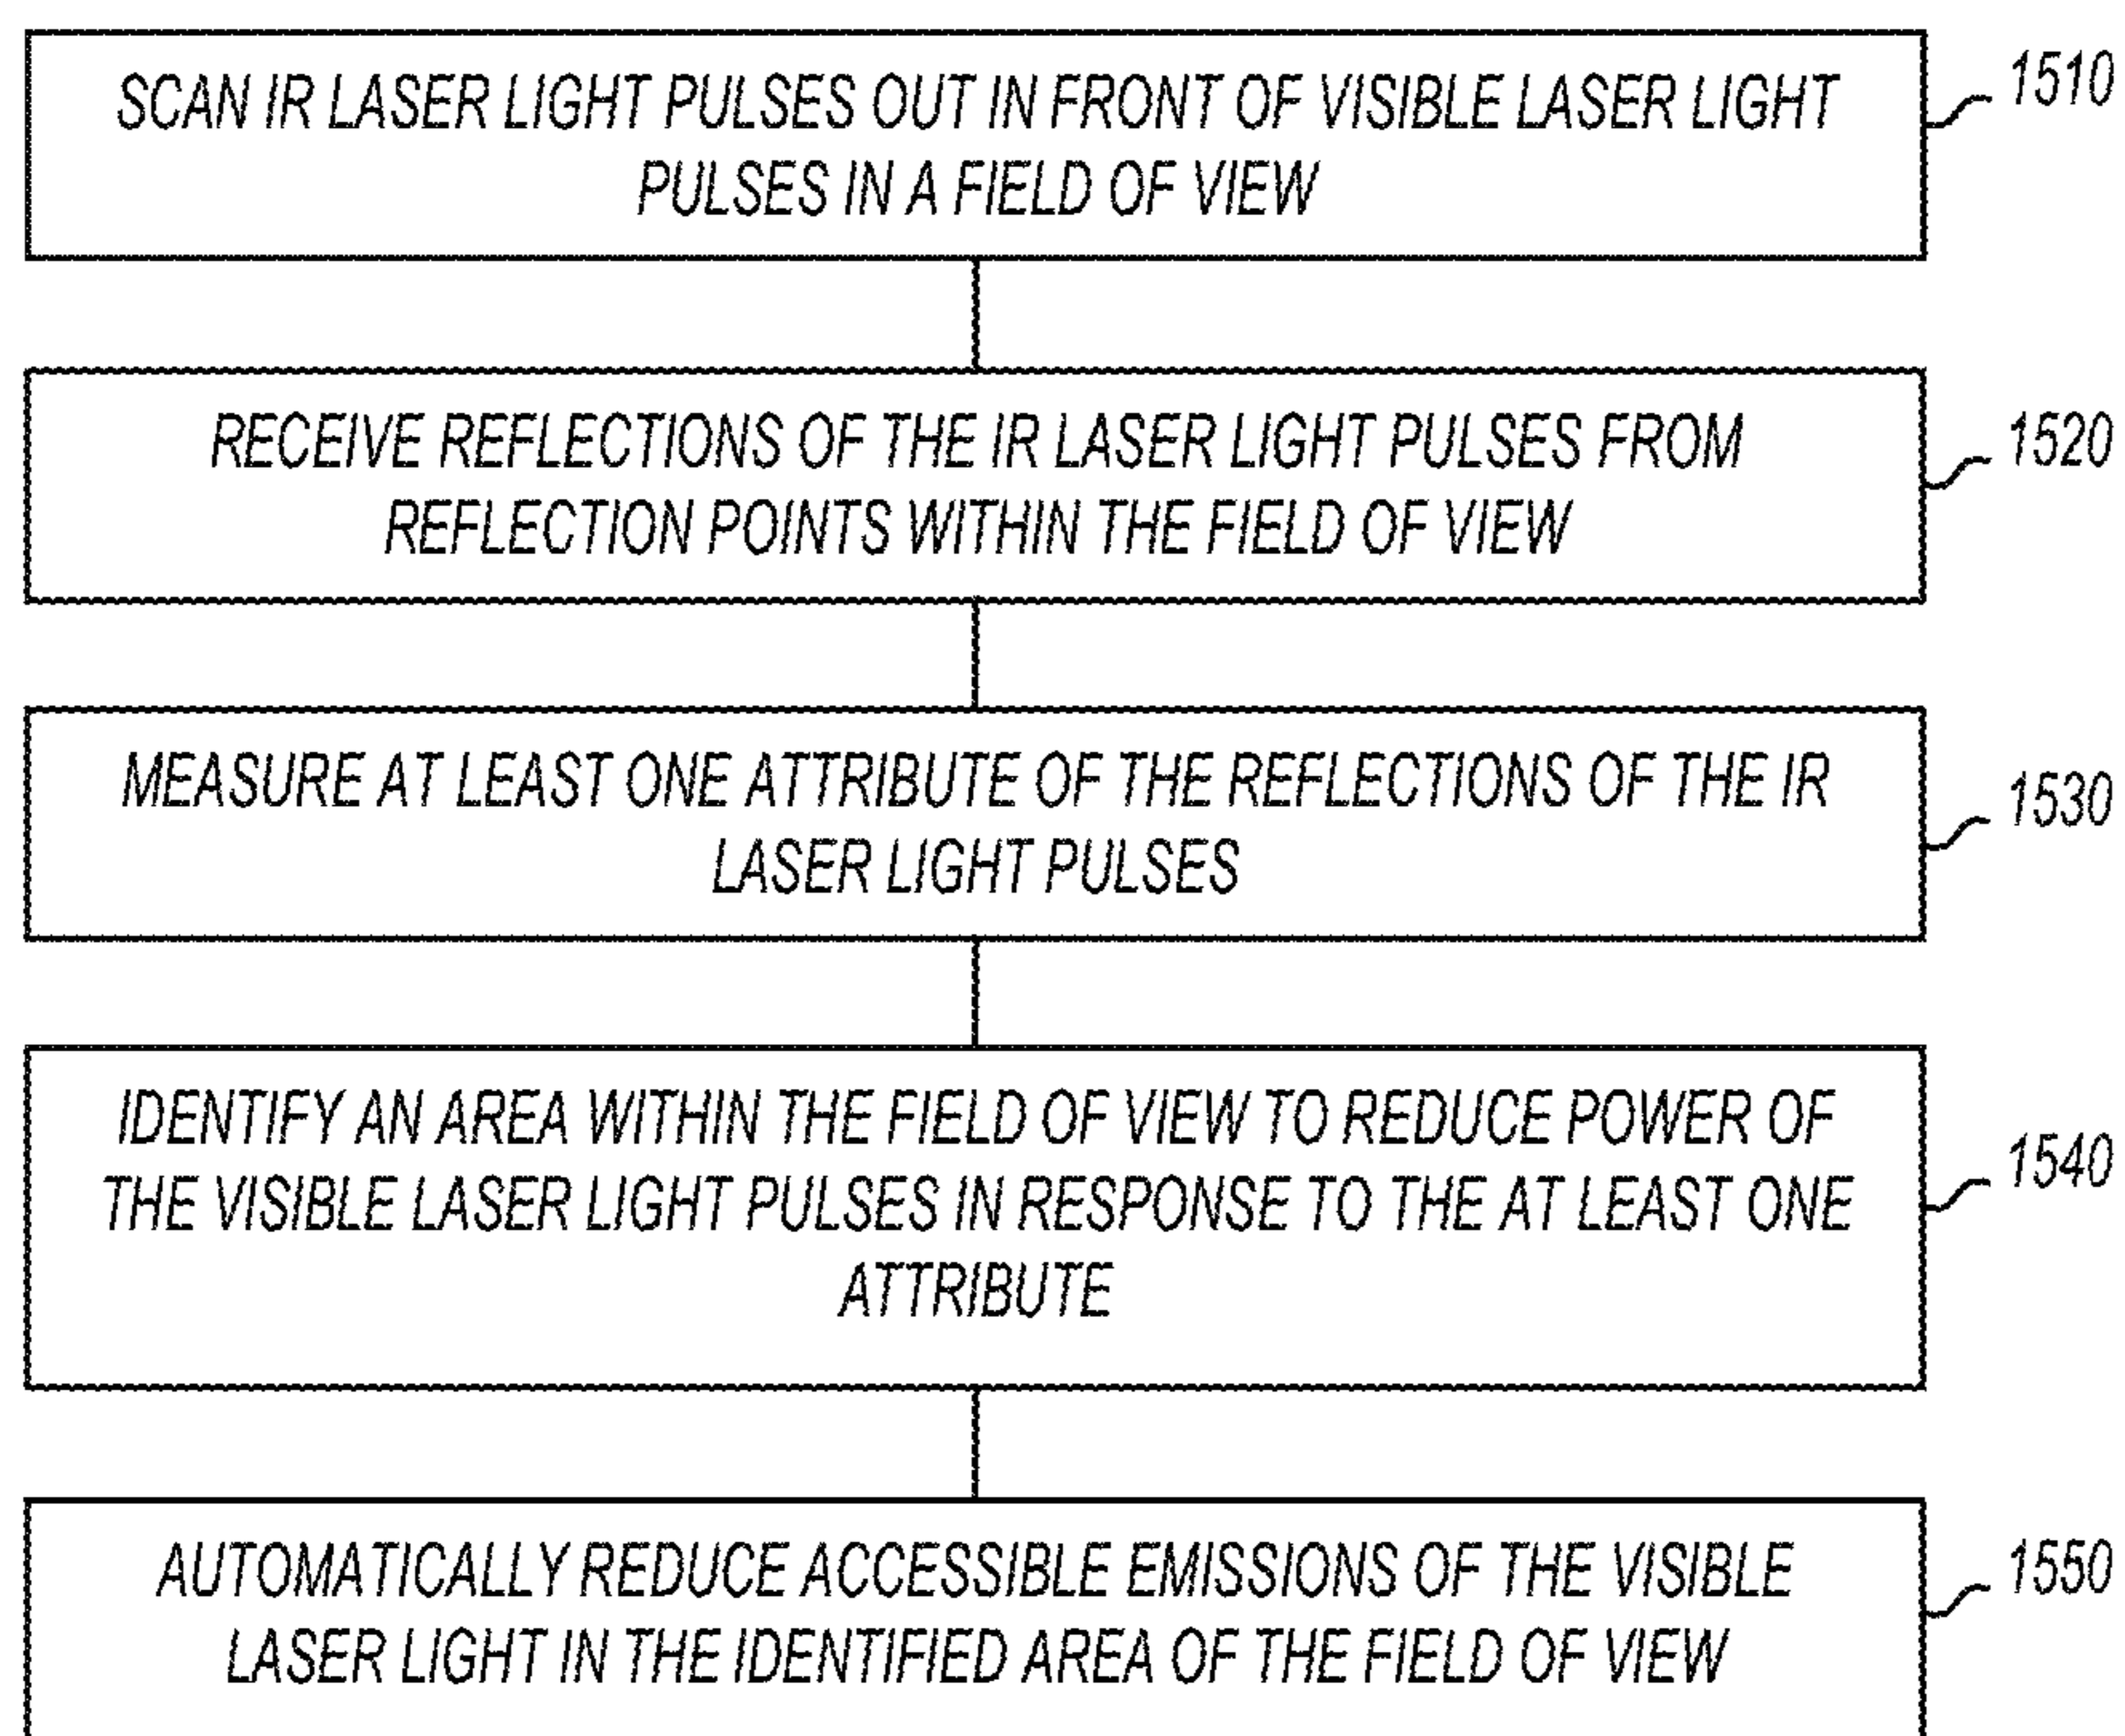 SCAN IR LASER LIGHT PULSES OUT IN FRONT OF VISIBLE LASER LIGHT
PULSES IN A FIELD OF VIEW
1510
RECEIVE REFLECTIONS OF THE IR LASER LIGHT PULSES FROM
REFLECTION POINTS WITHIN THE FIELD OF VIEW
1520
MEASURE AT LEAST ONE ATTRIBUTE OF THE REFLECTIONS OF THE IR
LASER LIGHT PULSES
1530
IDENTIFY AN AREA WITHIN THE FIELD OF VIEW TO REDUCE POWER OF
THE VISIBLE LASER LIGHT PULSES IN RESPONSE TO THE AT LEAST ONE
ATTRIBUTE
1540
AUTOMATICALLY REDUCE ACCESSIBLE EMISSIONS OF THE VISIBLE
LASER LIGHT IN THE IDENTIFIED AREA OF THE FIELD OF VIEW
1550